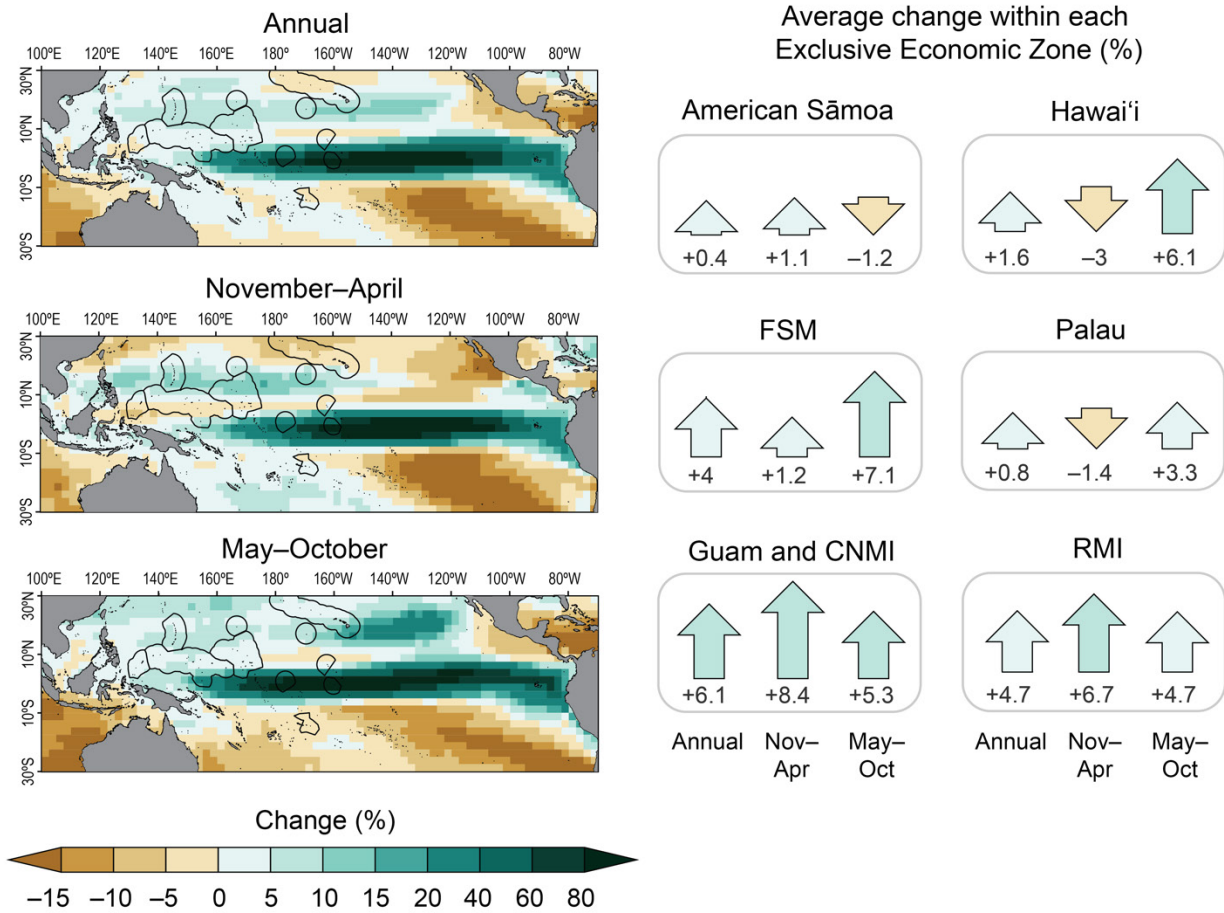 Annual
100°E 120°E 140°E 160°E 180° 160°W 140°W 120°W 100°W 80°W
30°N
10°N
10°S
30°S
November–April
100°E 120°E 140°E 160°E 180° 160°W 140°W 120°W 100°W 80°W
30°N
10°N
10°S
30°S
May–October
100°E 120°E 140°E 160°E 180° 160°W 140°W 120°W 100°W 80°W
30°N
10°N
10°S
30°S
Change (%)
–15 –10 –5 0 5 10 15 20 40 60 80
Average change within each
Exclusive Economic Zone (%)
American Sāmoa
+0.4 +1.1 –1.2
Hawai‘i
+1.6 –3 +6.1
FSM
+4 +1.2 +7.1
Palau
+0.8 –1.4 +3.3
Guam and CNMI
+6.1 +8.4 +5.3
RMI
+4.7 +6.7 +4.7
Annual Nov– May–
Apr Oct
Annual Nov– May–
Apr Oct